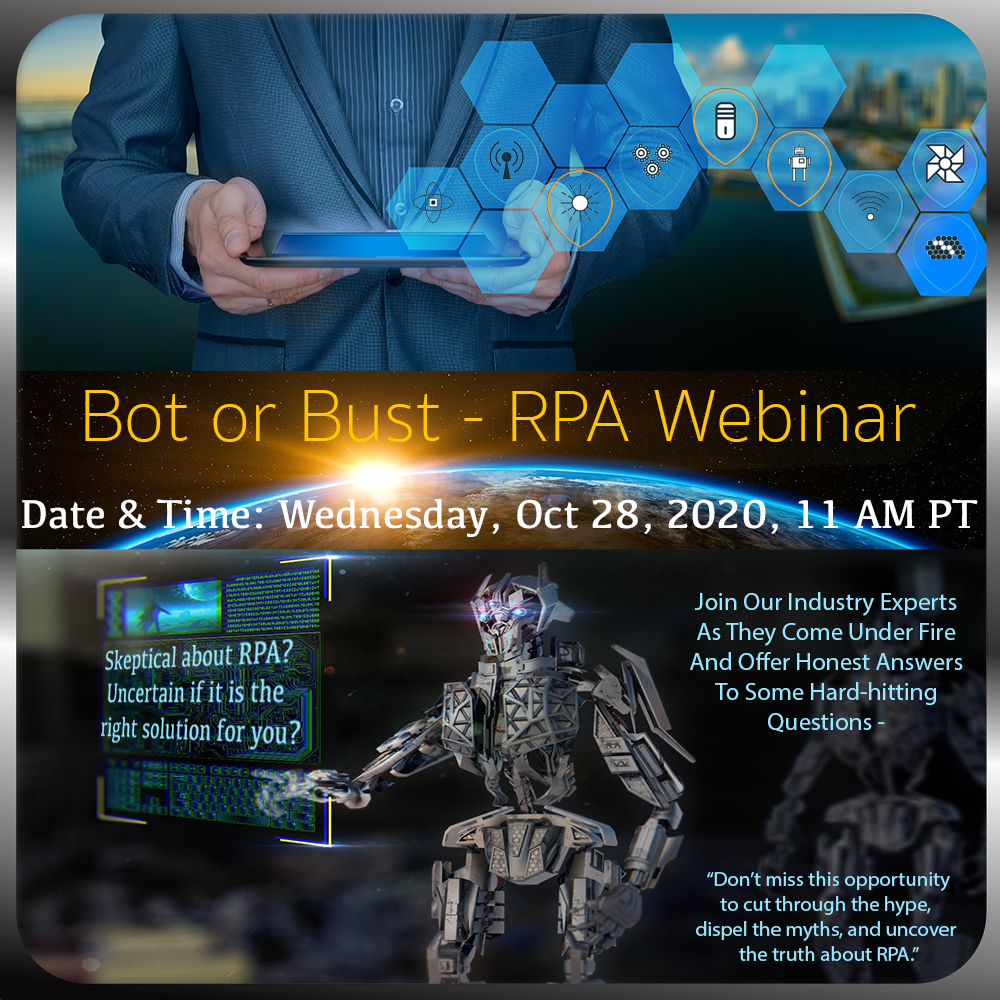 Bot or Bust - RPA Webinar
Date & Time: Wednesday, Oct 28, 2020, 11 AM PT
Skeptical about RPA?
Uncertain if it is the
right solution for you?
Join Our Industry Experts
As They Come Under Fire
And Offer Honest Answers
To Some Hard-hitting
Questions -
“Don’t miss this opportunity
to cut through the hype,
dispel the myths, and uncover
the truth about RPA.”